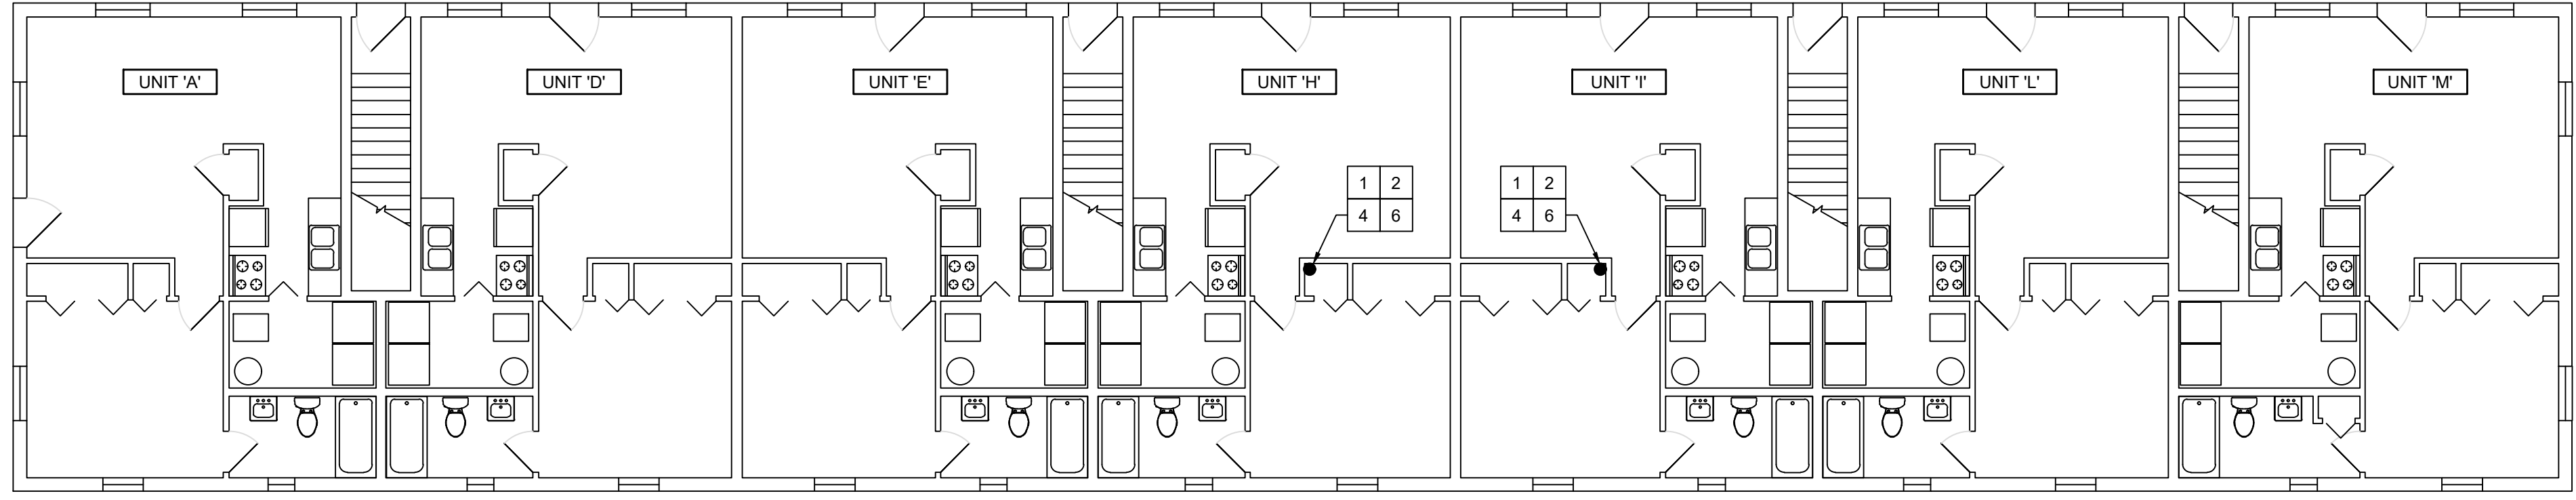 UNIT 'A'
UNIT 'D'
UNIT 'E'
UNIT 'H'
UNIT 'I'
UNIT 'L'
UNIT 'M'
1 2
4 6
1 2
4 6